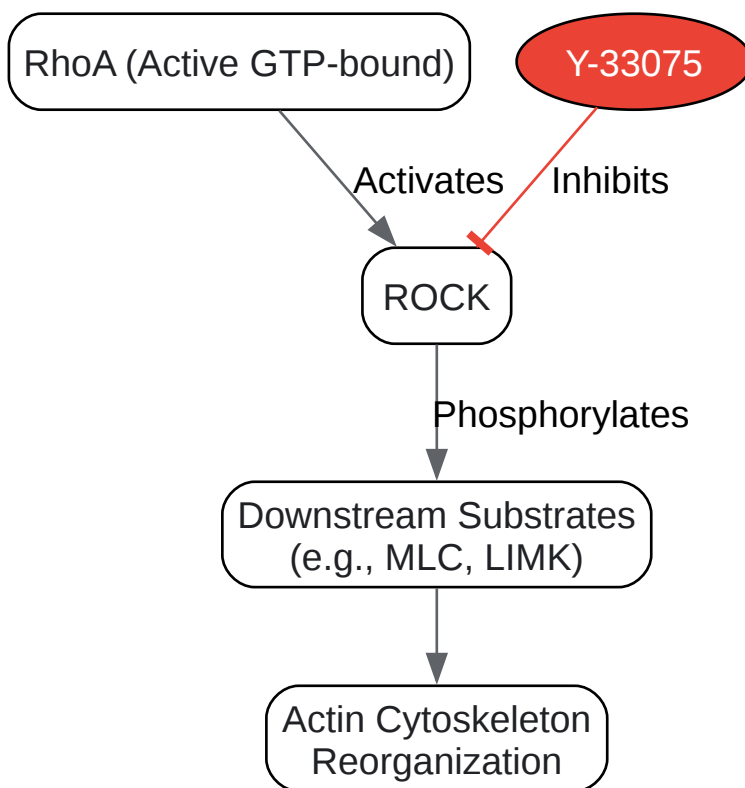 RhoA (Active GTP-bound)
Y-33075
Activates
Inhibits
ROCK
Phosphorylates
Downstream Substrates
(e.g., MLC, LIMK)
Actin Cytoskeleton
Reorganization